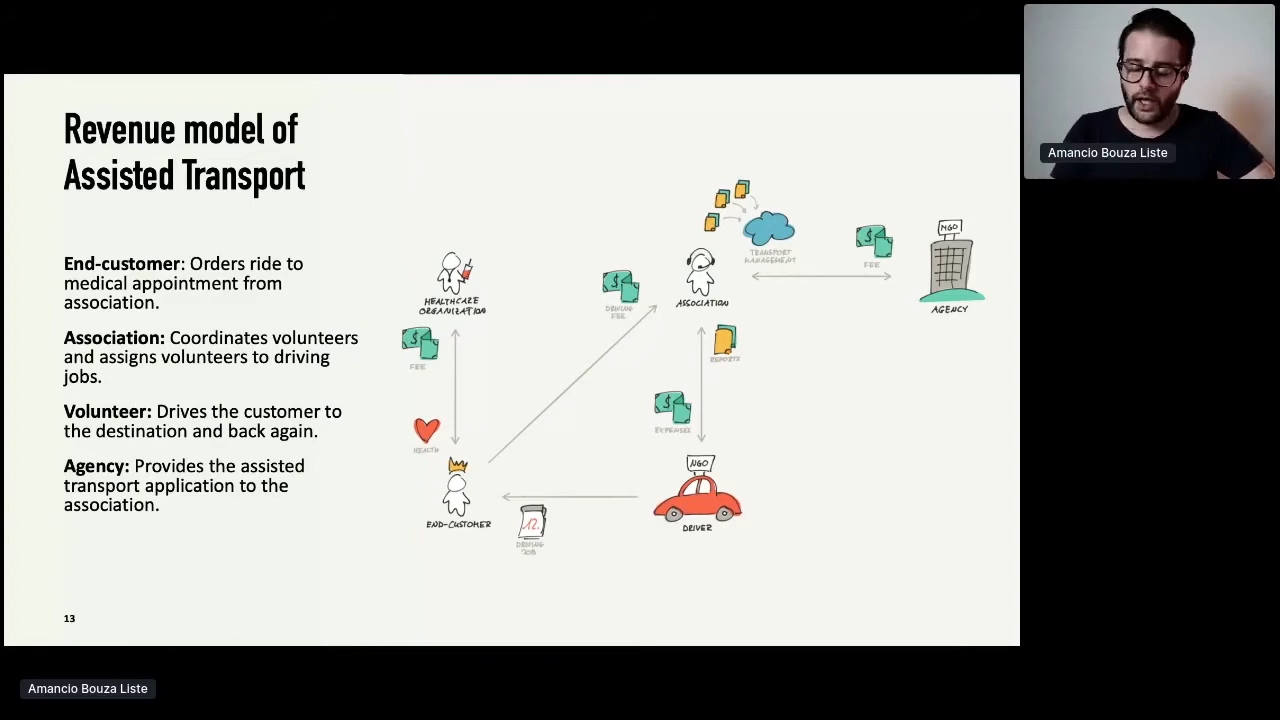 Revenue model of
Assisted Transport
End-customer: Orders ride to
medical appointment from
association.
Association: Coordinates volunteers
and assigns volunteers to driving
jobs.
Volunteer: Drives the customer to
the destination and back again.
Agency: Provides the assisted
transport application to the
association.
13
HEALTHCARE
ORGANIZATION
FEE
HEALTH
END-CUSTOMER
DRIVING
FEE
TRANSPORT
MANAGEMENT
ASSOCIATION
REPORTS
EXPENSES
NGO
DRIVER
12.
DRIVING
JOB
FEE
NGO
AGENCY
Amancio Bouza Liste
Amancio Bouza Liste